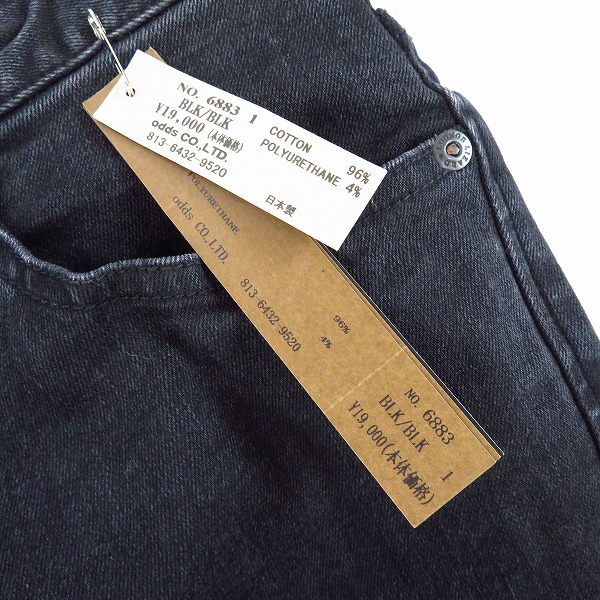 NO. 6883 1
BLK/BLK
¥19,000(本体価格)
odds CO.,LTD.
813-6432-9520
COTTON 96%
POLYURETHANE 4%
日本製
POLYURETHANE
odds CO.,LTD.
813-6432-9520
96%
4%
NO. 6883
BLK/BLK 1
¥19,000(本体価格)